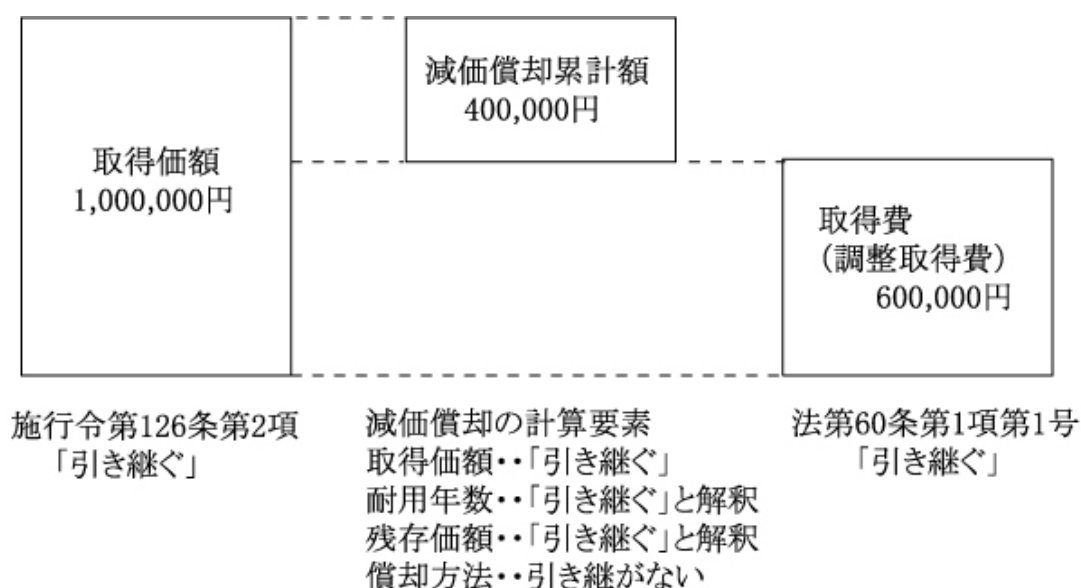 取得価額
1,000,000円
減価償却累計額
400,000円
取得費
（調整取得費）
600,000円
施行令第126条第2項
「引き継ぐ」
減価償却の計算要素
取得価額・・「引き継ぐ」
耐用年数・・「引き継ぐ」と解釈
残存価額・・「引き継ぐ」と解釈
償却方法・・引き継がない
法第60条第1項第1号
「引き継ぐ」